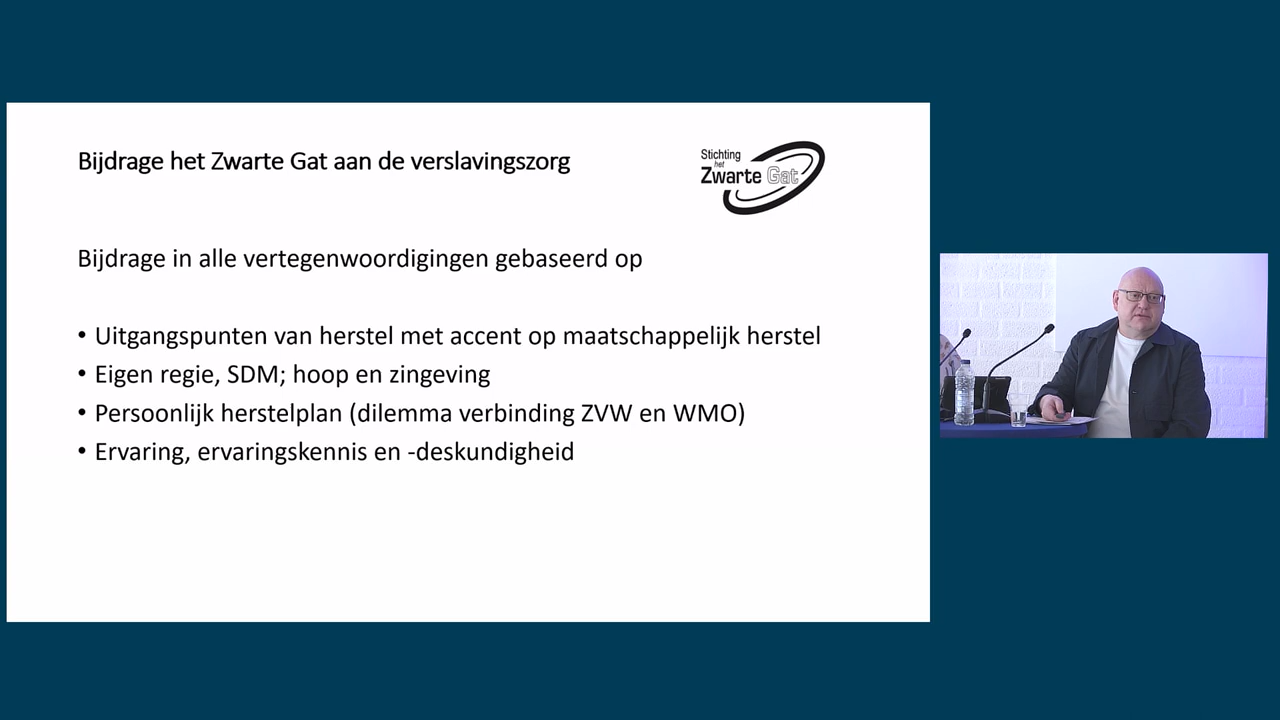 Bijdrage het Zwarte Gat aan de verslavingszorg
Stichting
het
Zwarte Gat
Bijdrage in alle vertegenwoordigingen gebaseerd op
• Uitgangspunten van herstel met accent op maatschappelijk herstel
• Eigen regie, SDM; hoop en zingeving
• Persoonlijk herstelplan (dilemma verbinding ZVW en WMO)
• Ervaring, ervaringskennis en -deskundigheid